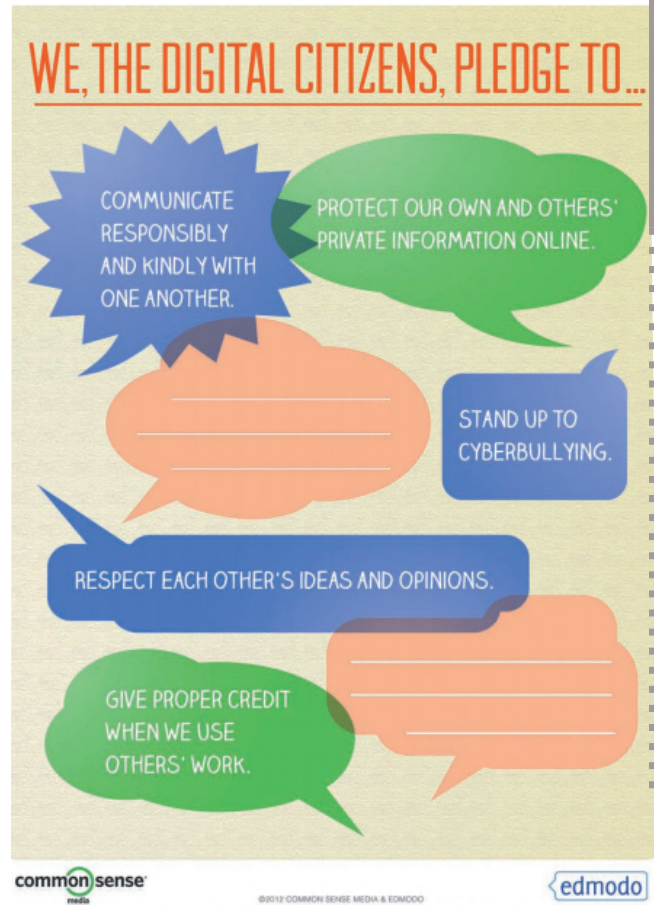 WE, THE DIGITAL CITIZENS, PLEDGE TO...
COMMUNICATE
RESPONSIBLY
AND KINDLY WITH
ONE ANOTHER.
PROTECT OUR OWN AND OTHERS'
PRIVATE INFORMATION ONLINE.
STAND UP TO
CYBERBULLYING.
RESPECT EACH OTHER'S IDEAS AND OPINIONS.
GIVE PROPER CREDIT
WHEN WE USE
OTHERS' WORK.
common sense
media
©2012 COMMON SENSE MEDIA & EDMODO
edmodo